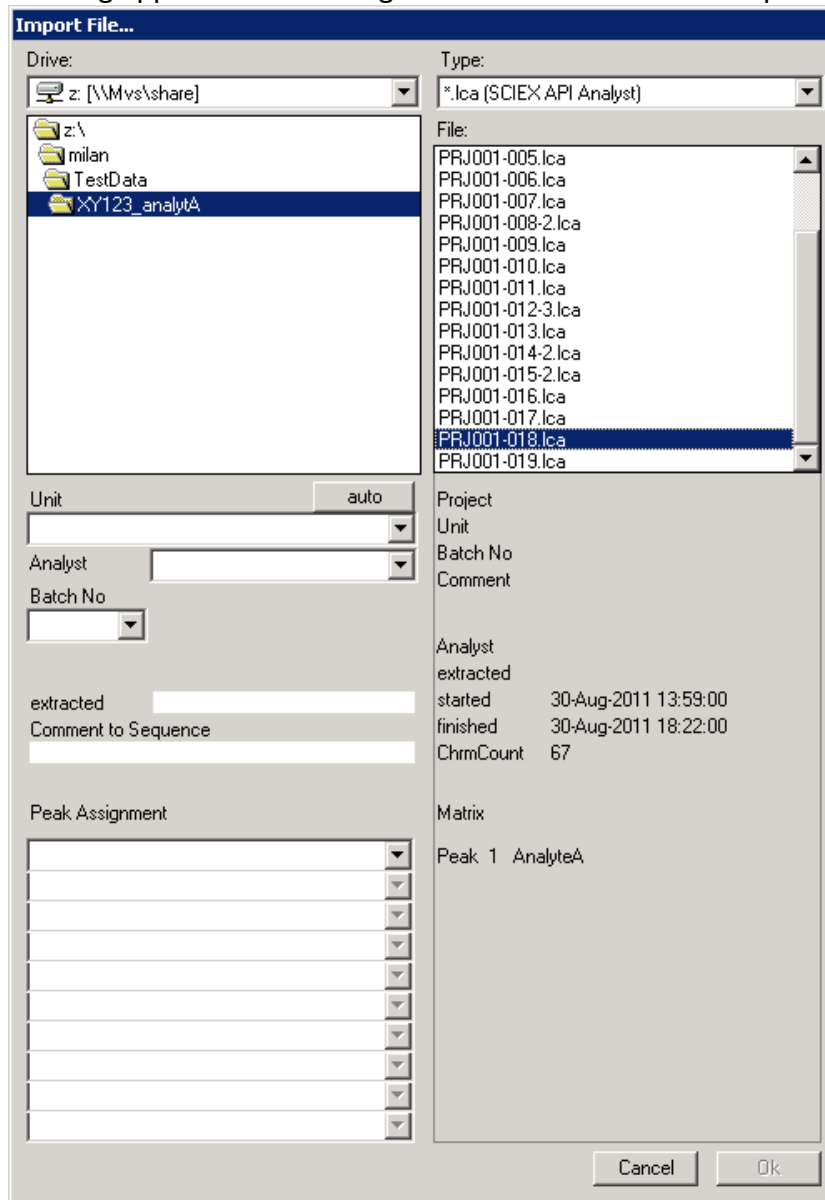 Import File...
Drive:
z: [\\Mvs\share]
z:\
milan
TestData
XY123_analytA
Type:
*.lca (SCIEX API Analyst)
File:
PRJ001-005.lca
PRJ001-006.lca
PRJ001-007.lca
PRJ001-008-2.lca
PRJ001-009.lca
PRJ001-010.lca
PRJ001-011.lca
PRJ001-012-3.lca
PRJ001-013.lca
PRJ001-014-2.lca
PRJ001-015-2.lca
PRJ001-016.lca
PRJ001-017.lca
PRJ001-018.lca
PRJ001-019.lca
Unit auto
Analyst
Batch No
extracted
Comment to Sequence
Peak Assignment
Project
Unit
Batch No
Comment
Analyst
extracted
started 30-Aug-2011 13:59:00
finished 30-Aug-2011 18:22:00
ChrmCount 67
Matrix
Peak 1 AnalyteA
Cancel Ok